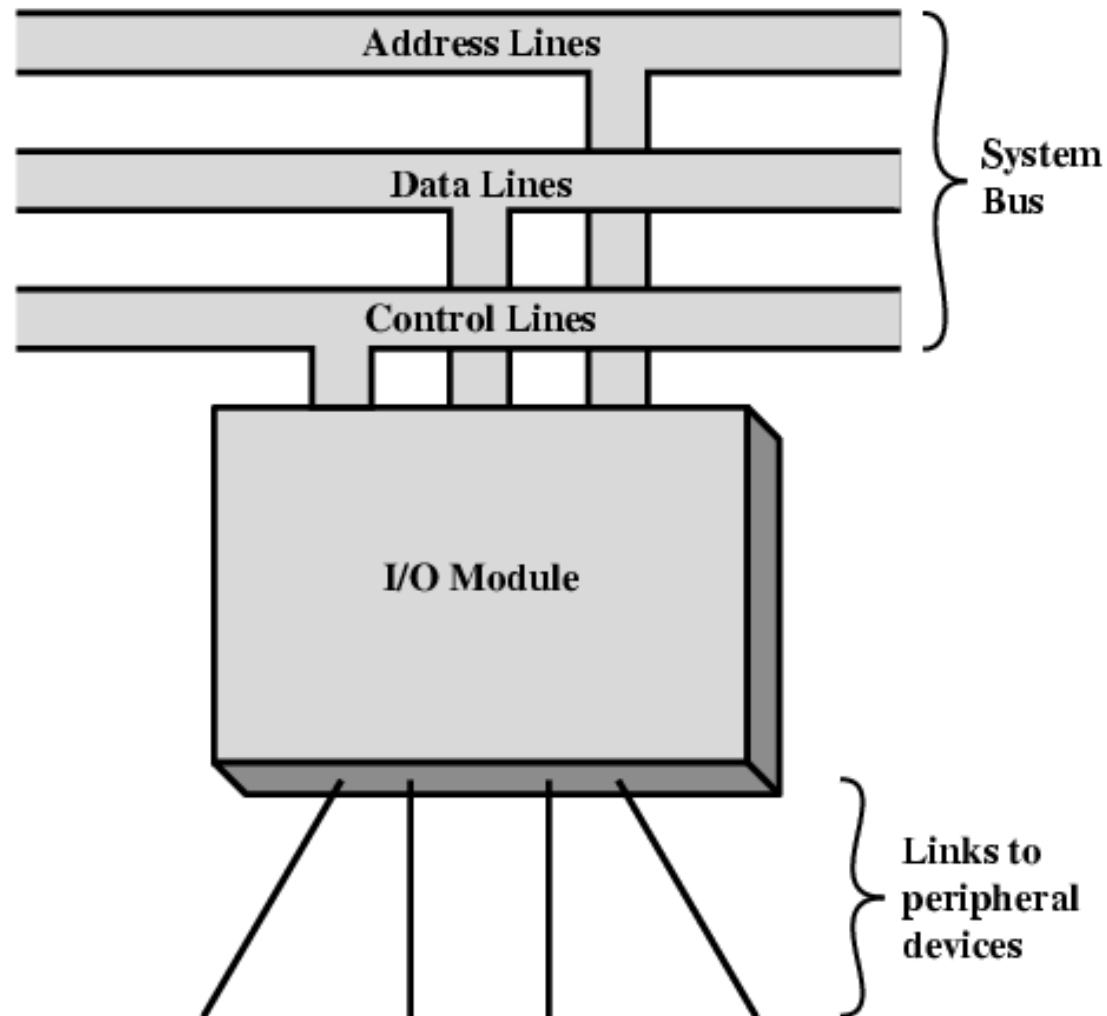 Address Lines
Data Lines
Control Lines
System
Bus
I/O Module
Links to
peripheral
devices